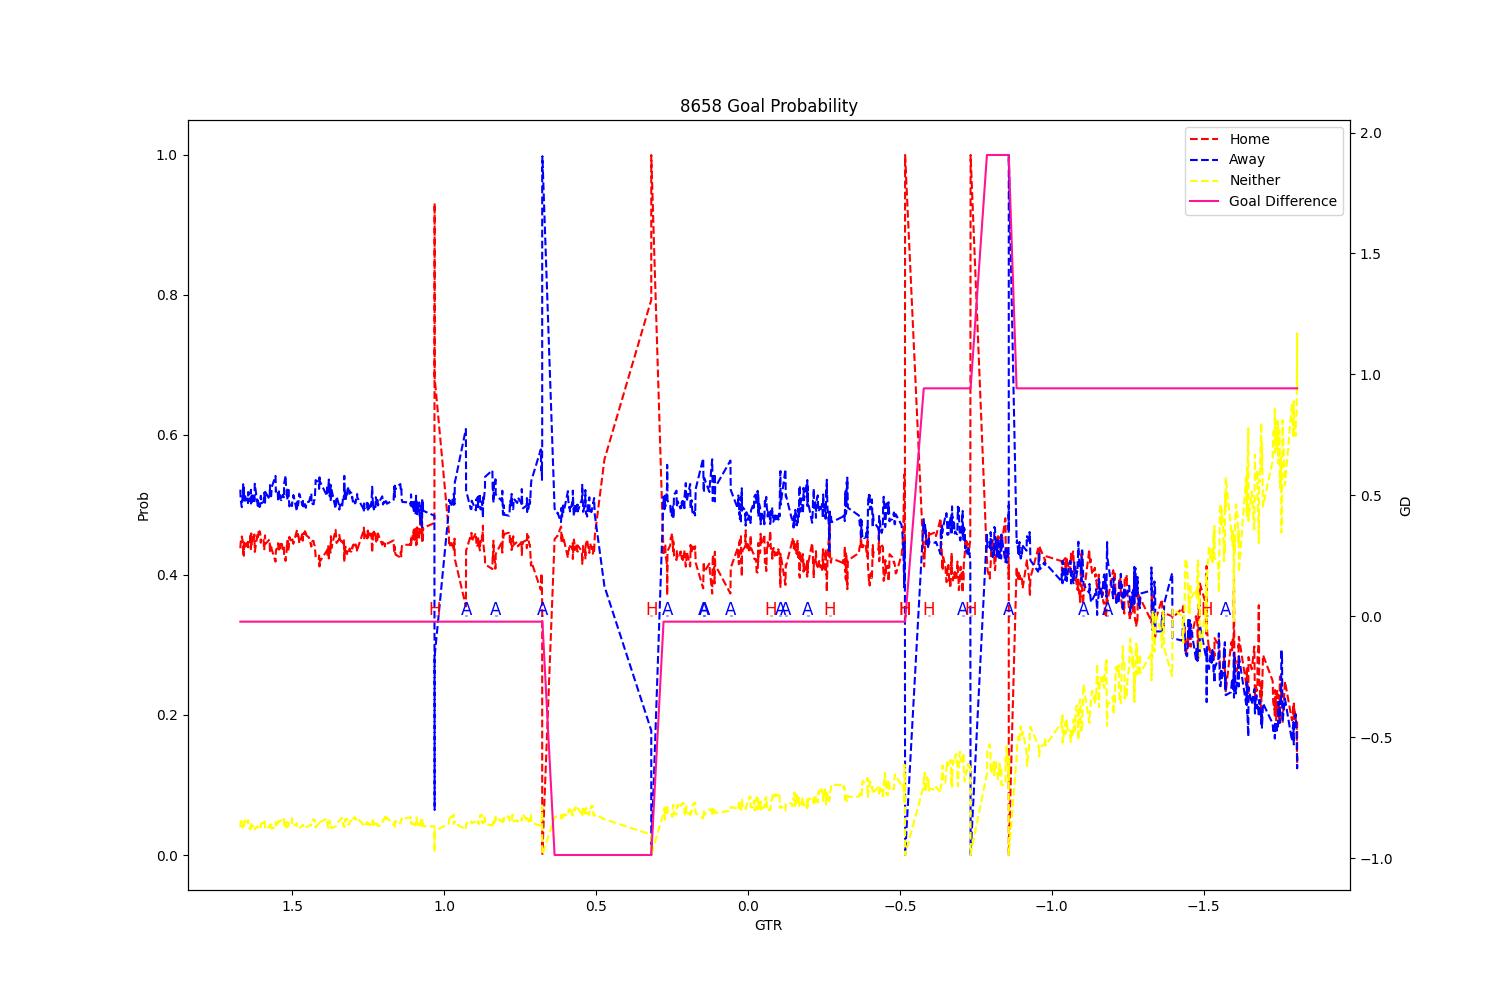 8658 Goal Probability
Home
Away
Neither
Goal Difference
Prob
1.0
0.8
0.6
0.4
0.2
0.0
2.0
1.5
1.0
0.5
0.0
−0.5
−1.0
GD
H A A A H A A A A H A A A H H H A H A A A H A
1.5 1.0 0.5 0.0 −0.5 −1.0 −1.5
GTR